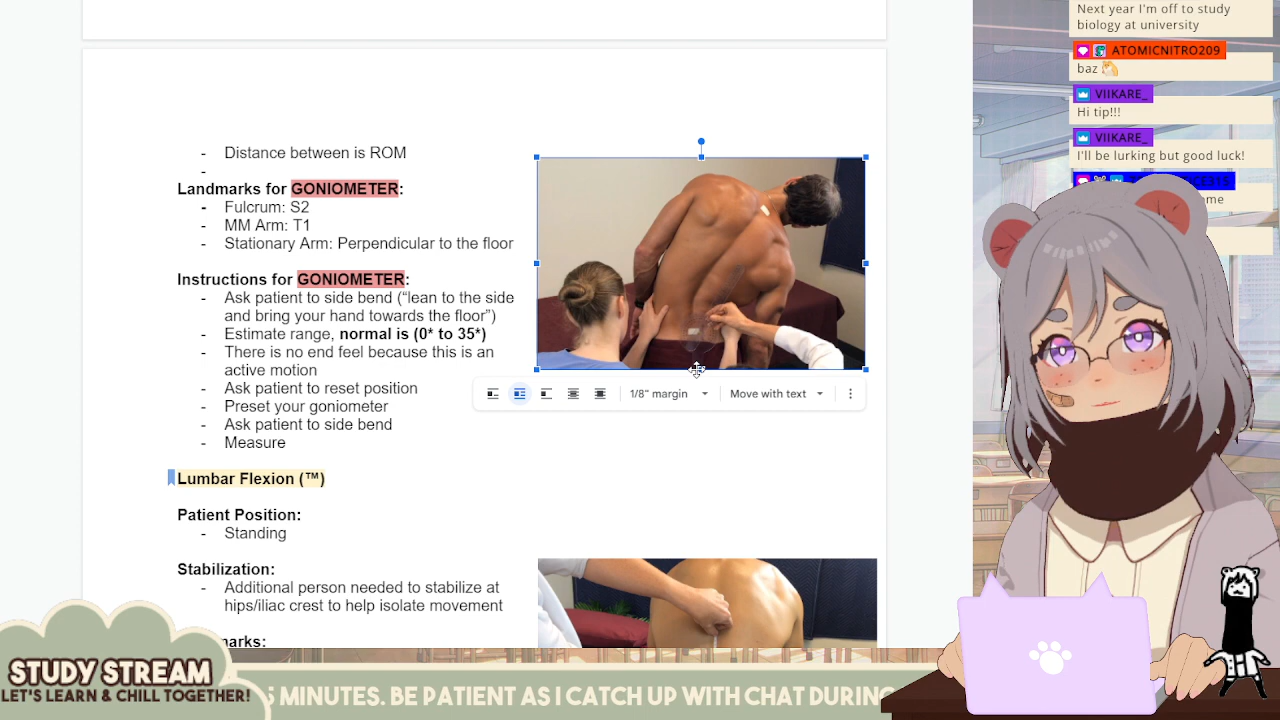 Next year I'm off to study
biology at university
ATOMICNITRO209
baz
VIIKARE_
Hi tip!!!
VIIKARE_
I'll be lurking but good luck!
- Distance between is ROM
-
Landmarks for GONIOMETER:
- Fulcrum: S2
- MM Arm: T1
- Stationary Arm: Perpendicular to the floor
Instructions for GONIOMETER:
- Ask patient to side bend (“lean to the side
and bring your hand towards the floor”)
- Estimate range, normal is (0* to 35*)
- There is no end feel because this is an
active motion
- Ask patient to reset position
- Preset your goniometer
- Ask patient to side bend
- Measure
1/8" margin
Move with text
Lumbar Flexion (™)
Patient Position:
- Standing
Stabilization:
- Additional person needed to stabilize at
hips/iliac crest to help isolate movement
STUDY STREAM
LET'S LEARN & CHILL TOGETHER!
5 MINUTES. BE PATIENT AS I CATCH UP WITH CHAT DURING